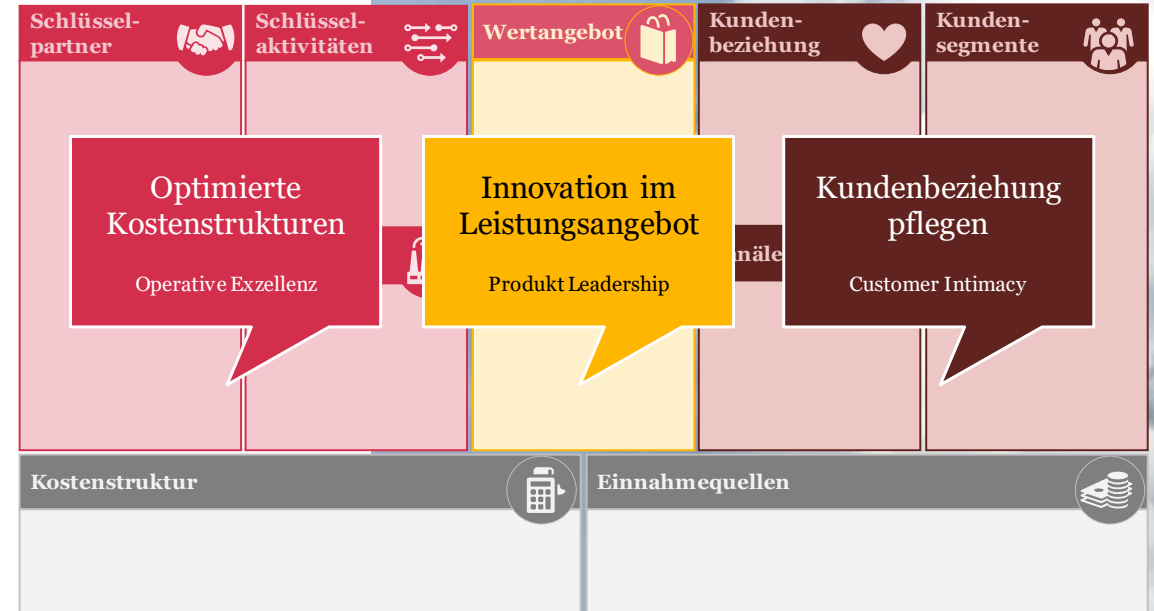 Schlüssel-
partner
Schlüssel-
aktivitäten
Wertangebot
Kunden-
beziehung
Kunden-
segmente
Optimierte
Kostenstrukturen
Operative Exzellenz
Innovation im
Leistungsangebot
Produkt Leadership
näle
Kundenbeziehung
pflegen
Customer Intimacy
Kostenstruktur
Einnahmequellen